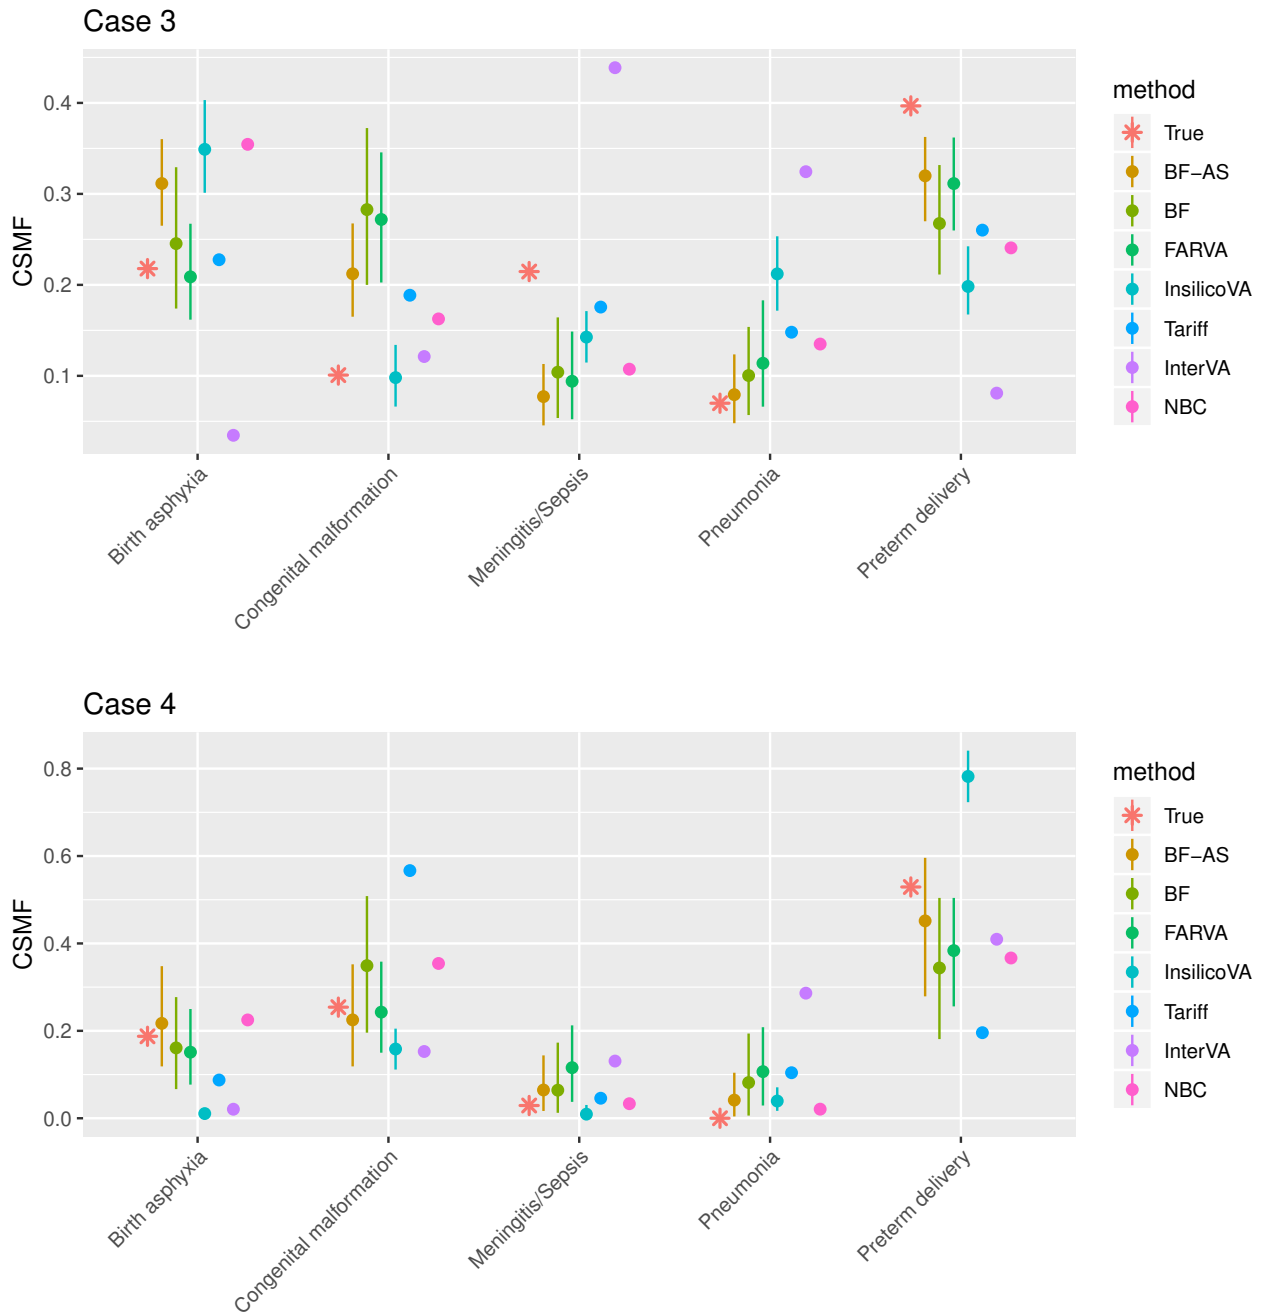 Case 3
CSMF
0.4
0.3
0.2
0.1
Birth asphyxia
Congenital malformation
Meningitis/Sepsis
Pneumonia
Preterm delivery
method
True
BF−AS
BF
FARVA
InsilicoVA
Tariff
InterVA
NBC
Case 4
CSMF
0.8
0.6
0.4
0.2
0.0
Birth asphyxia
Congenital malformation
Meningitis/Sepsis
Pneumonia
Preterm delivery
method
True
BF−AS
BF
FARVA
InsilicoVA
Tariff
InterVA
NBC